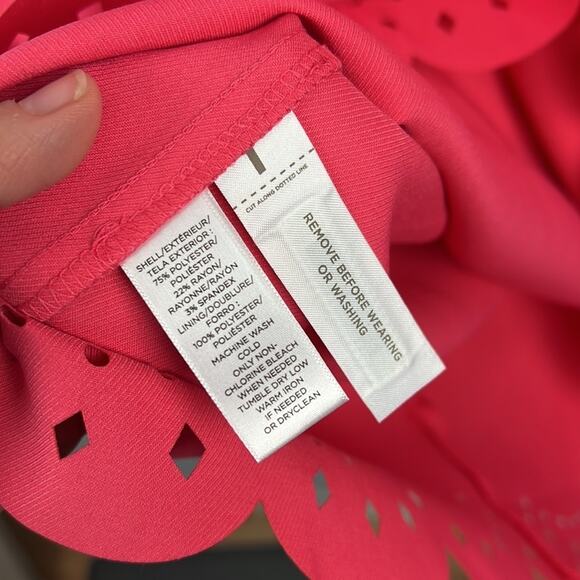 SHELL/EXTÉRIEUR/
TELA EXTERIOR :
75% POLYESTER/
POLIÉSTER
22% RAYON/
RAYONNE/RAYÓN
3% SPANDEX
LINING/DOUBLURE/
FORRO :
100% POLYESTER/
POLIÉSTER
MACHINE WASH
COLD
ONLY NON-
CHLORINE BLEACH
WHEN NEEDED
TUMBLE DRY LOW
WARM IRON
IF NEEDED
OR DRYCLEAN
CUT ALONG DOTTED LINE
REMOVE BEFORE WEARING
OR WASHING